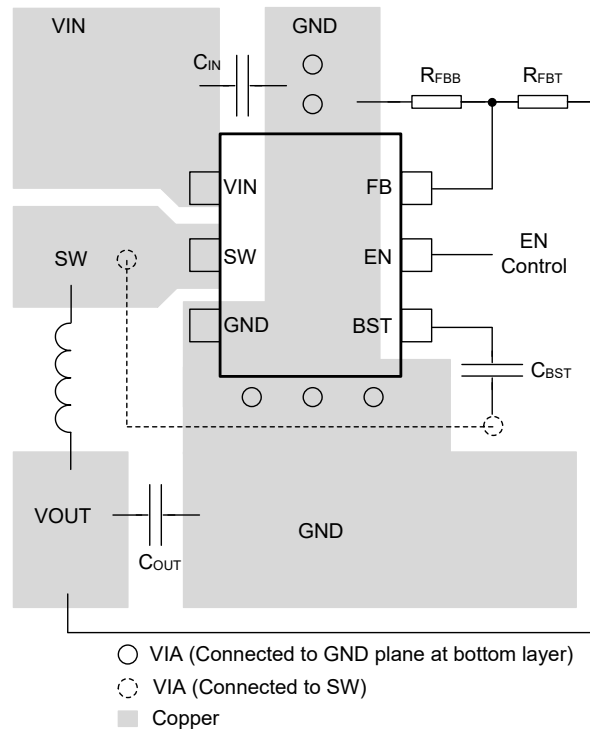 VIN
GND
CIN
RFBB
RFBT
VIN
FB
SW
SW
EN
EN
Control
GND
BST
CBST
VOUT
COUT
GND
VIA (Connected to GND plane at bottom layer)
VIA (Connected to SW)
Copper